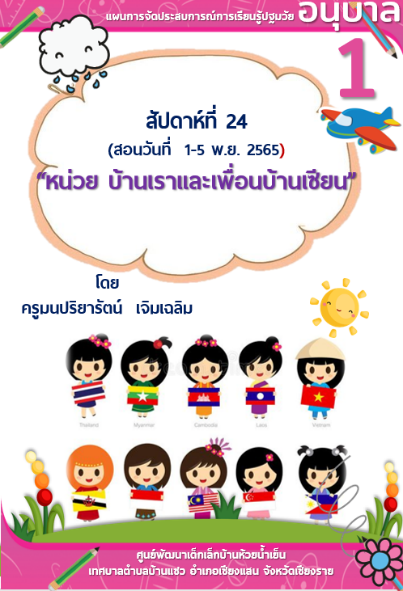 แผนการจัดประสบการณ์การเรียนรู้ปฐมวัย อนุบาล
1
สัปดาห์ที่ 24
(สอนวันที่ 1-5 พ.ย. 2565)
“หน่วย บ้านเราและเพื่อนบ้านเซียน”
โดย
ครูมนปริยารัตน์ เจิมเฉลิม
Thailand Myanmar Cambodia Laos Vietnam
ศูนย์พัฒนาเด็กเล็กบ้านห้วยน้ำเย็น
เทศบาลตำบลบ้านแซว อำเภอเชียงแสน จังหวัดเชียงราย